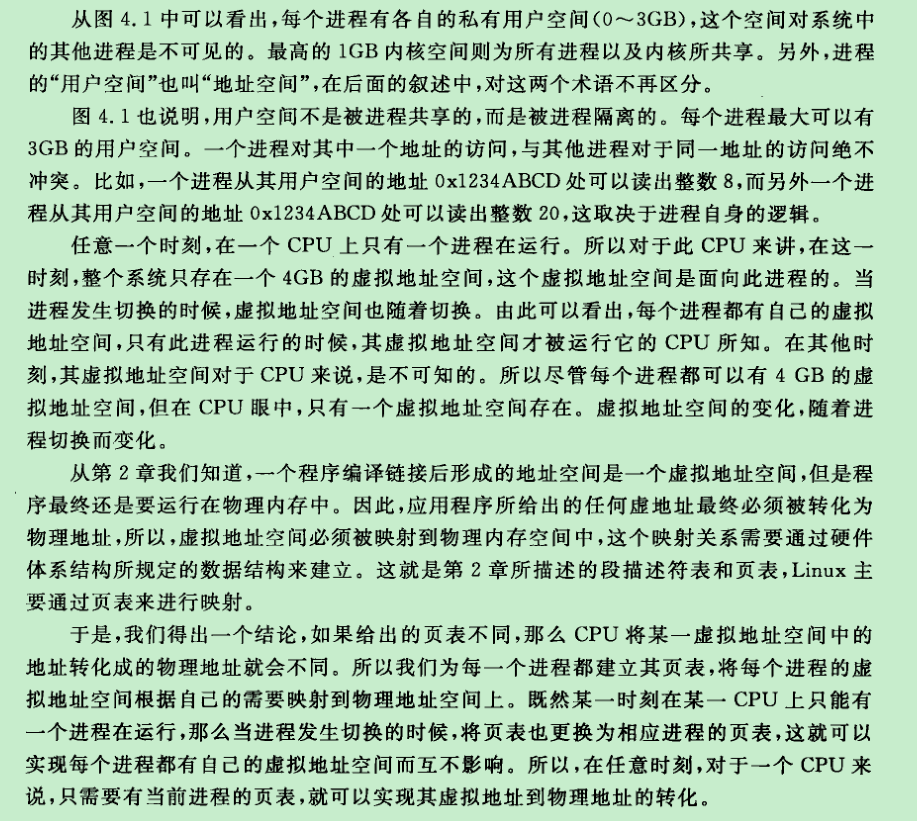 从图 4.1 中可以看出,每个进程有各自的私有用户空间(0～3GB),这个空间对系统中
的其他进程是不可见的。最高的 1GB 内核空间则为所有进程以及内核所共享。另外,进程
的“用户空间”也叫“地址空间”,在后面的叙述中,对这两个术语不再区分。
图 4.1 也说明,用户空间不是被进程共享的,而是被进程隔离的。每个进程最大可以有
3GB 的用户空间。一个进程对其中一个地址的访问,与其他进程对于同一地址的访问绝不
冲突。比如,一个进程从其用户空间的地址 0x1234ABCD 处可以读出整数 8,而另外一个进
程从其用户空间的地址 0x1234ABCD 处可以读出整数 20,这取决于进程自身的逻辑。
任意一个时刻,在一个 CPU 上只有一个进程在运行。所以对于此 CPU 来讲,在这一
时刻,整个系统只存在一个 4GB 的虚拟地址空间,这个虚拟地址空间是面向此进程的。当
进程发生切换的时候,虚拟地址空间也随着切换。由此可以看出,每个进程都有自己的虚拟
地址空间,只有此进程运行的时候,其虚拟地址空间才被运行它的 CPU 所知。在其他时
刻,其虚拟地址空间对于 CPU 来说,是不可知的。所以尽管每个进程都可以有 4 GB 的虚
拟地址空间,但在 CPU 眼中,只有一个虚拟地址空间存在。虚拟地址空间的变化,随着进
程切换而变化。
从第 2 章我们知道,一个程序编译链接后形成的地址空间是一个虚拟地址空间,但是程
序最终还是要运行在物理内存中。因此,应用程序所给出的任何虚地址最终必须被转化为
物理地址,所以,虚拟地址空间必须被映射到物理内存空间中,这个映射关系需要通过硬件
体系结构所规定的数据结构来建立。这就是第 2 章所描述的段描述符表和页表,Linux 主
要通过页表来进行映射。
于是,我们得出一个结论,如果给出的页表不同,那么 CPU 将某一虚拟地址空间中的
地址转化成的物理地址就会不同。所以我们为每一个进程都建立其页表,将每个进程的虚
拟地址空间根据自己的需要映射到物理地址空间上。既然某一时刻在某一 CPU 上只能有
一个进程在运行,那么当进程发生切换的时候,将页表也更换为相应进程的页表,这就可以
实现每个进程都有自己的虚拟地址空间而互不影响。所以,在任意时刻,对于一个 CPU 来
说,只需要有当前进程的页表,就可以实现其虚拟地址到物理地址的转化。